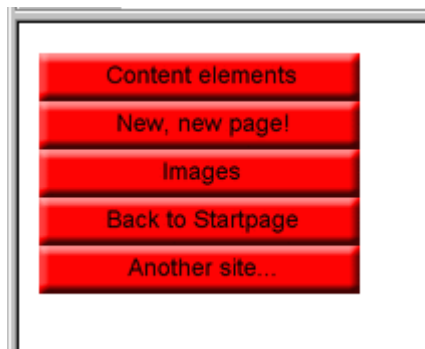 Content elements
New, new page!
Images
Back to Startpage
Another site...